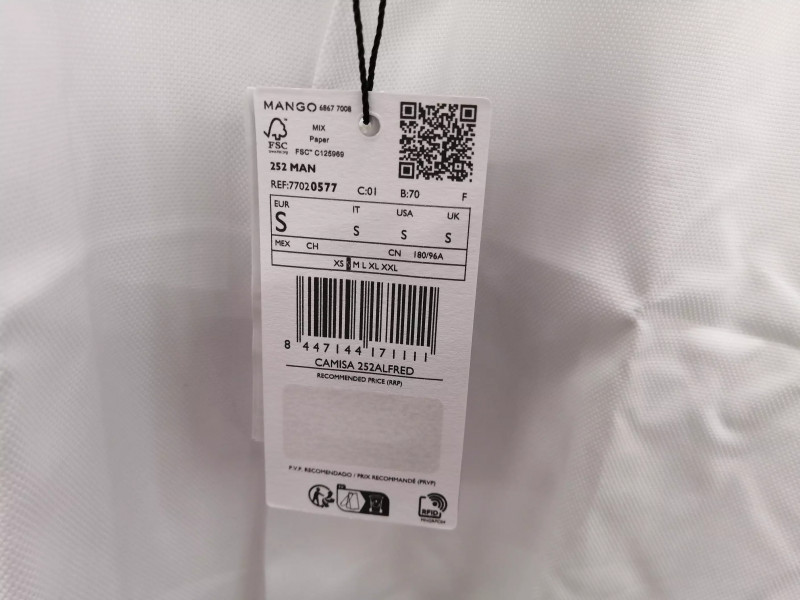 MANGO 6867 7008
FSC
MIX
Paper
FSC™ C125969
252 MAN
REF:77020577 C:01 B:70 F
EUR IT USA UK
S S S S
MEX CH CN 180/96A
XS S M L XL XXL
8 447144 171111
CAMISA 252ALFRED
RECOMMENDED PRICE (RRP)
P.V.P. RECOMENDADO / PRIX RECOMMANDÉ (PRVP)
RFID